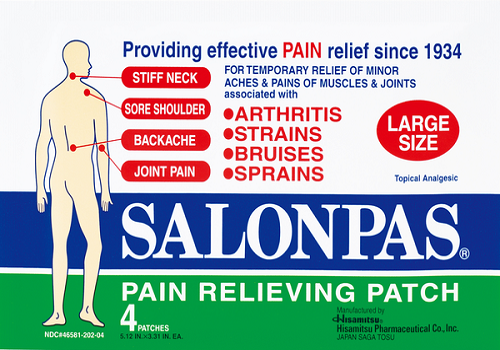 Providing effective PAIN relief since 1934
STIFF NECK
SORE SHOULDER
BACKACHE
JOINT PAIN
FOR TEMPORARY RELIEF OF MINOR
ACHES & PAINS OF MUSCLES & JOINTS
associated with
●ARTHRITIS
●STRAINS
●BRUISES
●SPRAINS
LARGE
SIZE
Topical Analgesic
SALONPAS®
PAIN RELIEVING PATCH
4 PATCHES
5.12 IN.×3.31 IN. EA.
NDC#46581-202-04
Manufactured by
Hisamitsu®
Hisamitsu Pharmaceutical Co., Inc.
JAPAN SAGA TOSU